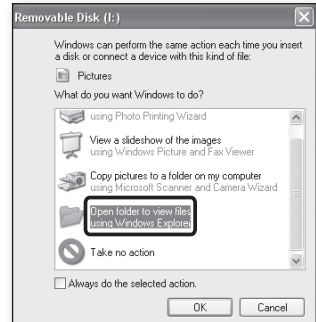 Removable Disk (I:)
Windows can perform the same action each time you insert
a disk or connect a device with this kind of file:
Pictures
What do you want Windows to do?
using Photo Printing Wizard
View a slideshow of the images
using Windows Picture and Fax Viewer
Copy pictures to a folder on my computer
using Microsoft Scanner and Camera Wizard
Open folder to view files
using Windows Explorer
Take no action
Always do the selected action.
OK
Cancel